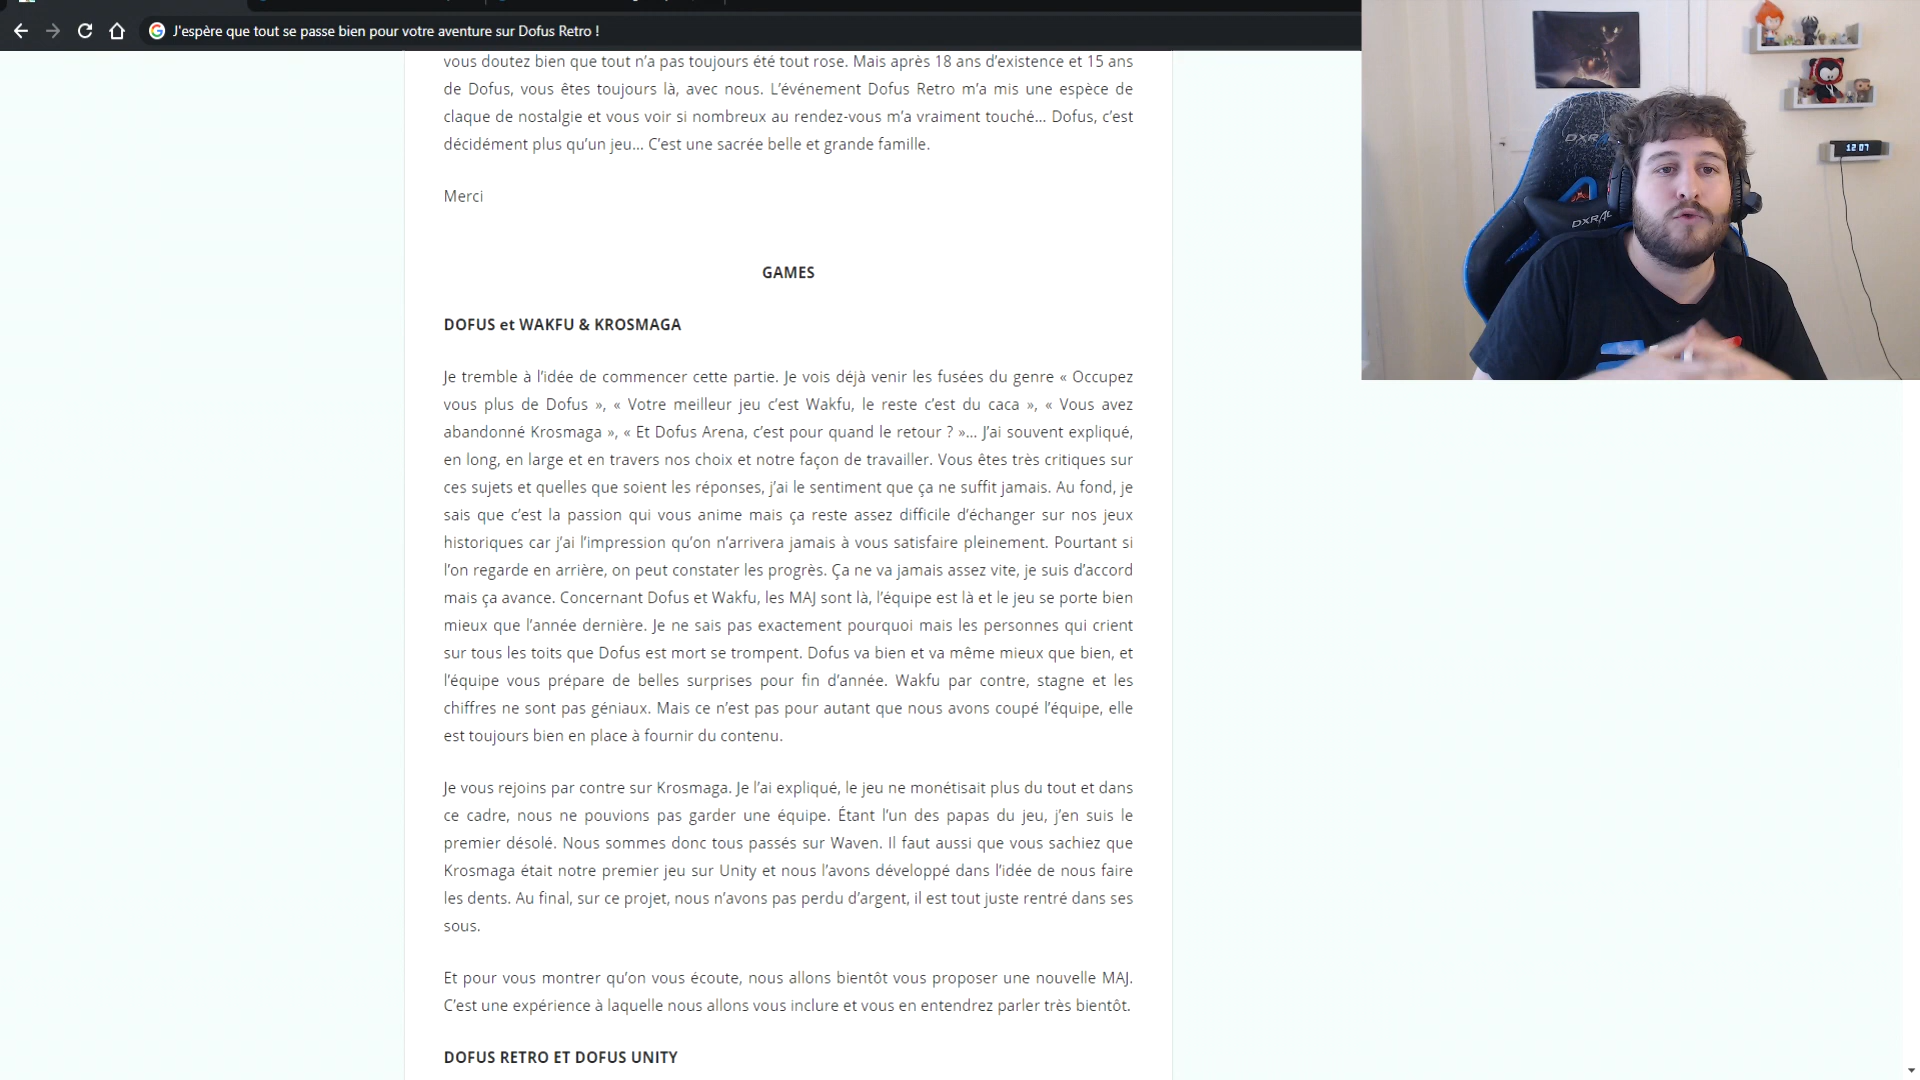 J'espère que tout se passe bien pour votre aventure sur Dofus Retro !
vous doutez bien que tout n’a pas toujours été tout rose. Mais après 18 ans d’existence et 15 ans
de Dofus, vous êtes toujours là, avec nous. L’événement Dofus Retro m’a mis une espèce de
claque de nostalgie et vous voir si nombreux au rendez-vous m’a vraiment touché… Dofus, c’est
décidément plus qu’un jeu… C’est une sacrée belle et grande famille.
Merci
GAMES
DOFUS et WAKFU & KROSMAGA
Je tremble à l’idée de commencer cette partie. Je vois déjà venir les fusées du genre « Occupez
vous plus de Dofus », « Votre meilleur jeu c’est Wakfu, le reste c’est du caca », « Vous avez
abandonné Krosmaga », « Et Dofus Arena, c’est pour quand le retour ? »… J’ai souvent expliqué,
en long, en large et en travers nos choix et notre façon de travailler. Vous êtes très critiques sur
ces sujets et quelles que soient les réponses, j’ai le sentiment que ça ne suffit jamais. Au fond, je
sais que c’est la passion qui vous anime mais ça reste assez difficile d’échanger sur nos jeux
historiques car j’ai l’impression qu’on n’arrivera jamais à vous satisfaire pleinement. Pourtant si
l’on regarde en arrière, on peut constater les progrès. Ça ne va jamais assez vite, je suis d’accord
mais ça avance. Concernant Dofus et Wakfu, les MAJ sont là, l’équipe est là et le jeu se porte bien
mieux que l’année dernière. Je ne sais pas exactement pourquoi mais les personnes qui crient
sur tous les toits que Dofus est mort se trompent. Dofus va bien et va même mieux que bien, et
l’équipe vous prépare de belles surprises pour fin d’année. Wakfu par contre, stagne et les
chiffres ne sont pas géniaux. Mais ce n’est pas pour autant que nous avons coupé l’équipe, elle
est toujours bien en place à fournir du contenu.
Je vous rejoins par contre sur Krosmaga. Je l’ai expliqué, le jeu ne monétisait plus du tout et dans
ce cadre, nous ne pouvions pas garder une équipe. Étant l’un des papas du jeu, j’en suis le
premier désolé. Nous sommes donc tous passés sur Waven. Il faut aussi que vous sachiez que
Krosmaga était notre premier jeu sur Unity et nous l’avons développé dans l’idée de nous faire
les dents. Au final, sur ce projet, nous n’avons pas perdu d’argent, il est tout juste rentré dans ses
sous.
Et pour vous montrer qu’on vous écoute, nous allons bientôt vous proposer une nouvelle MAJ.
C’est une expérience à laquelle nous allons vous inclure et vous en entendrez parler très bientôt.
DOFUS RETRO ET DOFUS UNITY
12 07